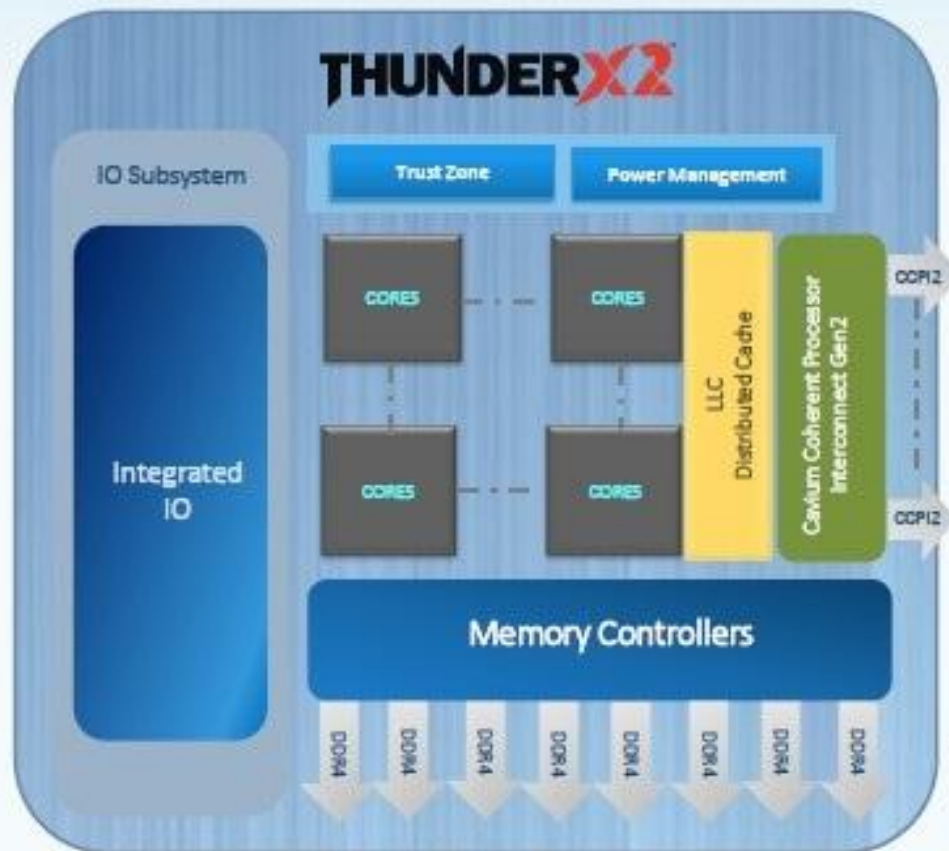 THUNDERX2
IO Subsystem
Trust Zone
Power Management
Integrated
IO
CORES
CORES
CORES
CORES
LLC
Distributed Cache
Cavium Coherent Processor
Interconnect Gen2
CCPI2
CCPI2
Memory Controllers
DDR4
DDR4
DDR4
DDR4
DDR4
DDR4
DDR4
DDR4